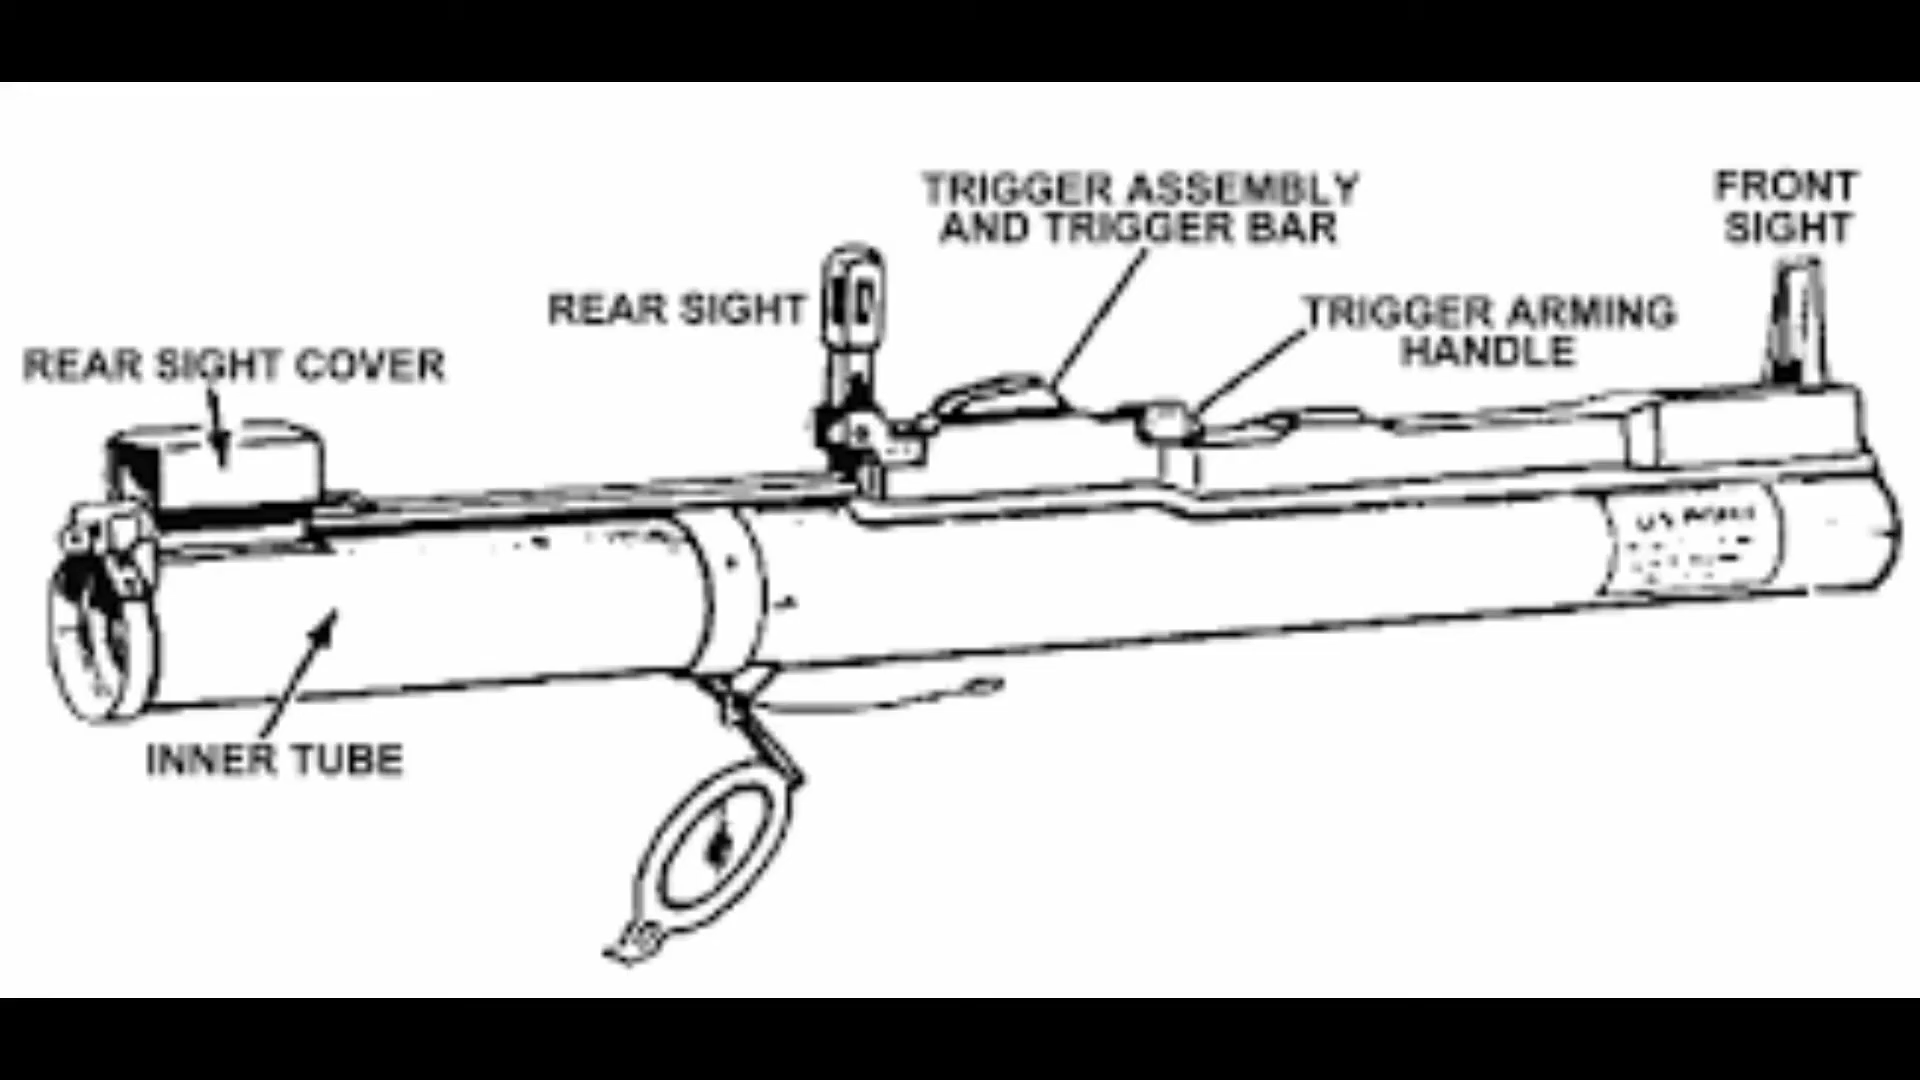 TRIGGER ASSEMBLY
AND TRIGGER BAR
FRONT
SIGHT
REAR SIGHT
TRIGGER ARMING
HANDLE
REAR SIGHT COVER
INNER TUBE